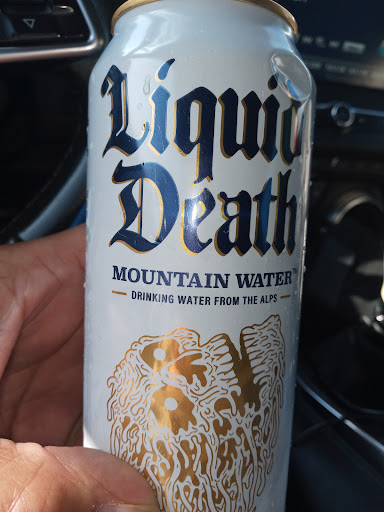 Liquid
Death
MOUNTAIN WATER™
DRINKING WATER FROM THE ALPS